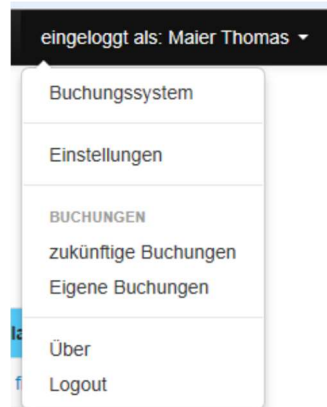 eingeloggt als: Maier Thomas
Buchungssystem
Einstellungen
BUCHUNGEN
zukünftige Buchungen
Eigene Buchungen
Über
Logout